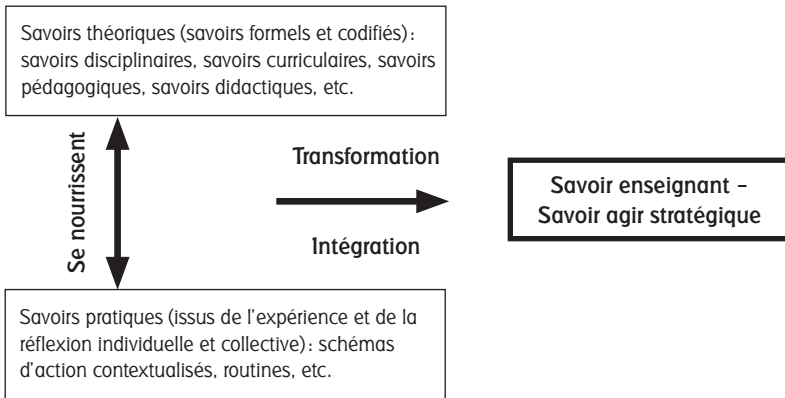 Savoirs théoriques (savoirs formels et codifiés) :
savoirs disciplinaires, savoirs curriculaires, savoirs
pédagogiques, savoirs didactiques, etc.
Se nourrissent
Transformation
Intégration
Savoir enseignant –
Savoir agir stratégique
Savoirs pratiques (issus de l'expérience et de la
réflexion individuelle et collective) : schémas
d'action contextualisés, routines, etc.